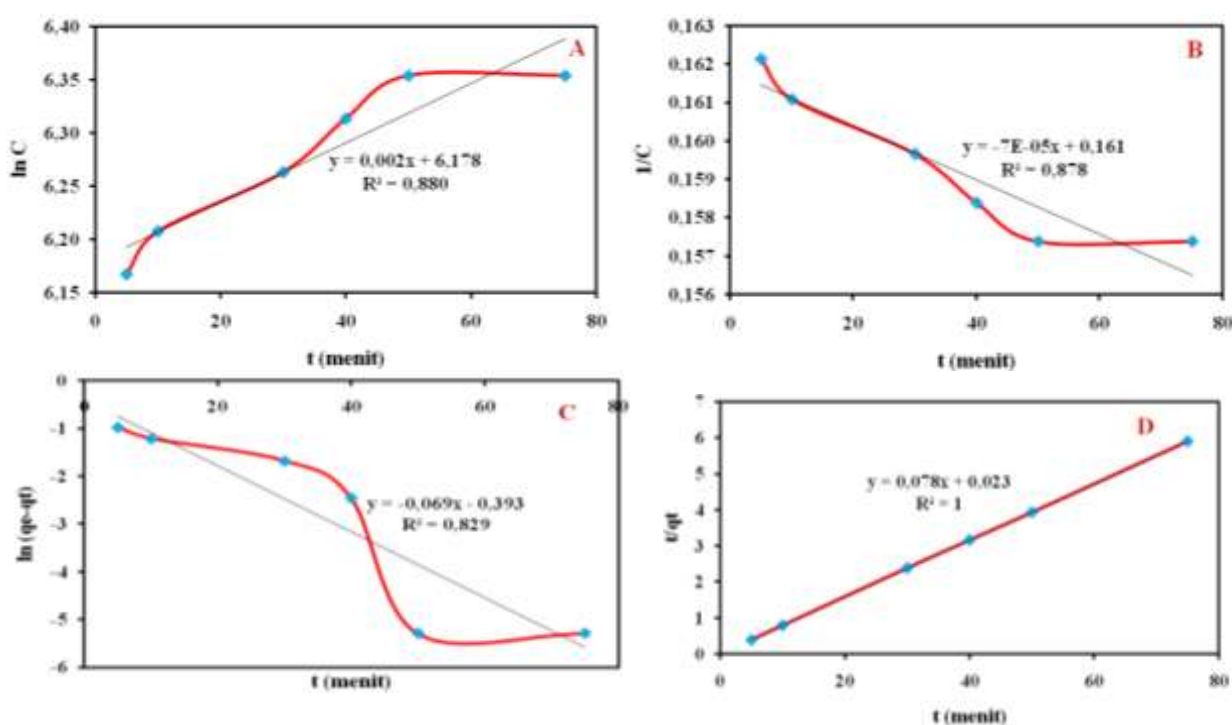 6,40
6,35
6,30
6,25
6,20
6,15
ln C
A
y = 0,002x + 6,178
R² = 0,880
0 20 40 60 80
t (menit)
0,163
0,162
0,161
0,160
0,159
0,158
0,157
0,156
1/C
B
y = -7E-05x + 0,161
R² = 0,878
0 20 40 60 80
t (menit)
0
-1
-2
-3
-4
-5
-6
ln (qe-qt)
0 20 40 60 80
C
y = -0,069x - 0,393
R² = 0,829
t (menit)
7
6
5
4
3
2
1
0
t/qt
D
y = 0,078x + 0,023
R² = 1
0 20 40 60 80
t (menit)